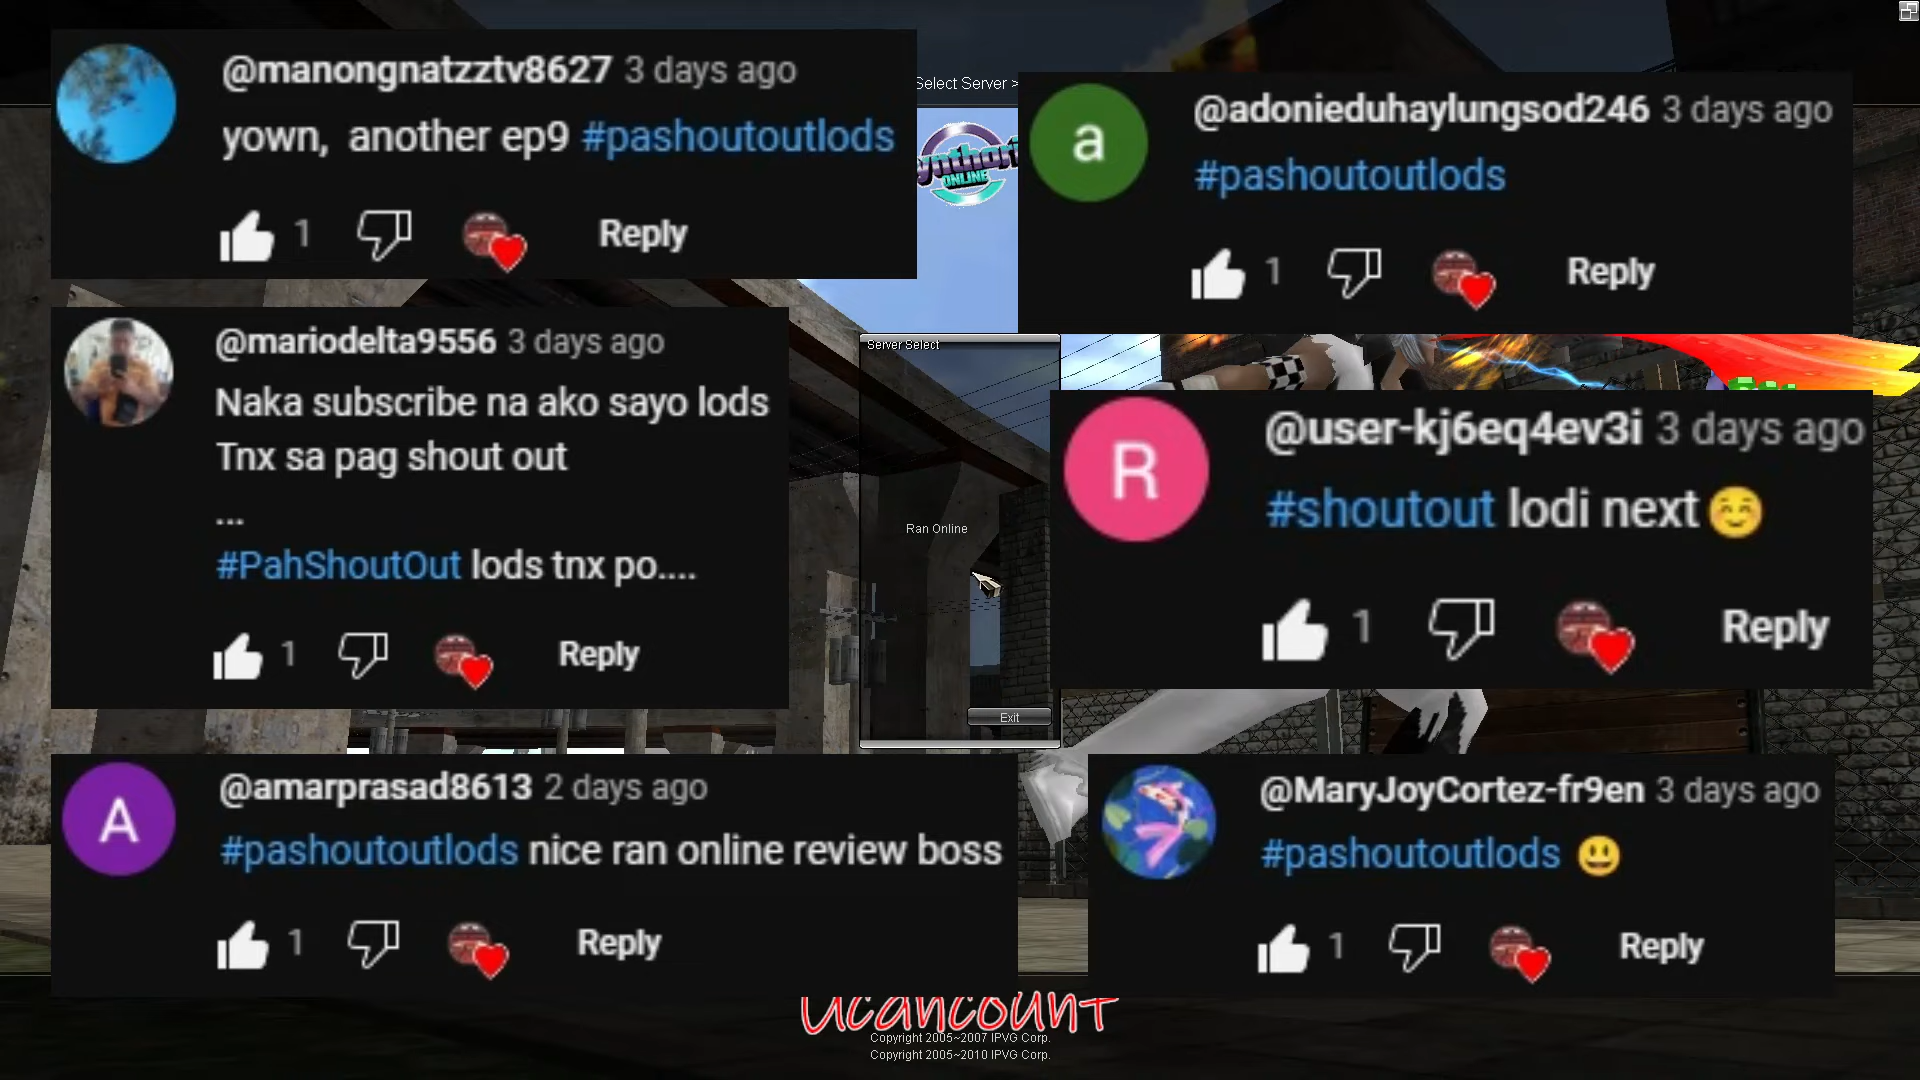 @manongnatzztv8627 3 days ago
yown, another ep9 #pashoutoutlods
1 Reply
Select Server >
ONLINE
@adonieduhaylungsod246 3 days ago
#pashoutoutlods
a
1 Reply
@mariodelta9556 3 days ago
Naka subscribe na ako sayo lods
Tnx sa pag shout out
...
#PahShoutOut lods tnx po....
1 Reply
Server Select
Ran Online
Exit
@user-kj6eq4ev3i 3 days ago
R
#shoutout lodi next
1 Reply
@amarprasad8613 2 days ago
A
#pashoutoutlods nice ran online review boss
1 Reply
@MaryJoyCortez-fr9en 3 days ago
#pashoutoutlods
1 Reply
ucancount
Copyright 2005~2007 IPVG Corp.
Copyright 2005~2010 IPVG Corp.